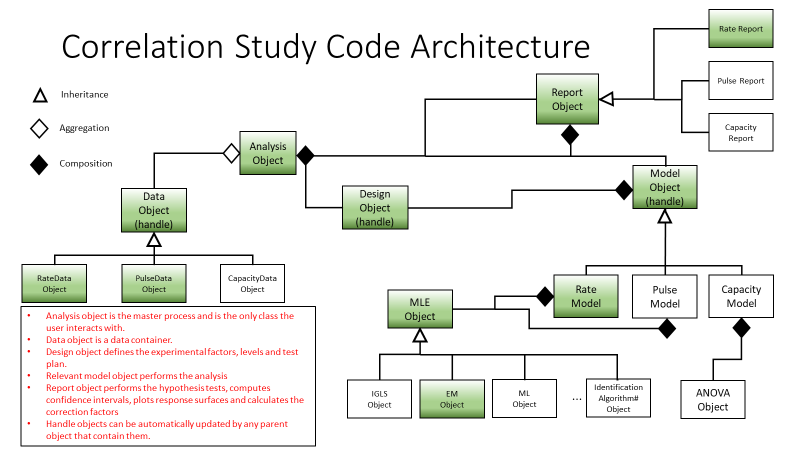 Correlation Study Code Architecture
Inheritance
Aggregation
Composition
Rate Report
Pulse Report
Capacity
Report
Report
Object
Analysis
Object
Data
Object
(handle)
Design
Object
(handle)
Model
Object
(handle)
RateData
Object
PulseData
Object
CapacityData
Object
MLE
Object
Rate
Model
Pulse
Model
Capacity
Model
IGLS
Object
EM
Object
ML
Object
...
Identification
Algorithm#
Object
ANOVA
Object
• Analysis object is the master process and is the only class the
user interacts with.
• Data object is a data container.
• Design object defines the experimental factors, levels and test
plan.
• Relevant model object performs the analysis
• Report object performs the hypothesis tests, computes
confidence intervals, plots response surfaces and calculates the
correction factors
• Handle objects can be automatically updated by any parent
object that contain them.